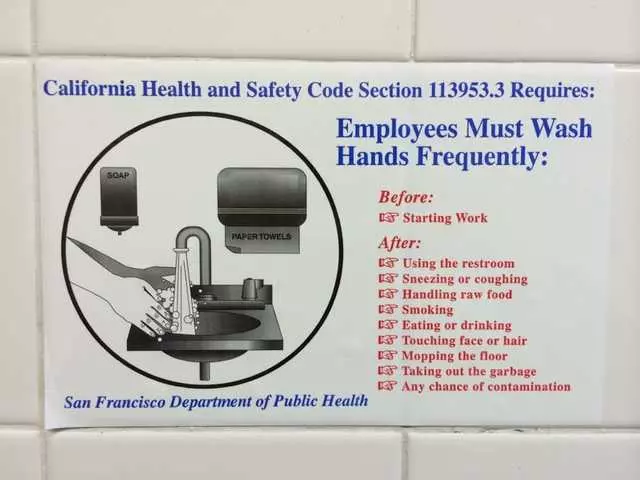 California Health and Safety Code Section 113953.3 Requires:
Employees Must Wash
Hands Frequently:
SOAP
PAPER TOWELS
Before:
Starting Work
After:
Using the restroom
Sneezing or coughing
Handling raw food
Smoking
Eating or drinking
Touching face or hair
Mopping the floor
Taking out the garbage
Any chance of contamination
San Francisco Department of Public Health